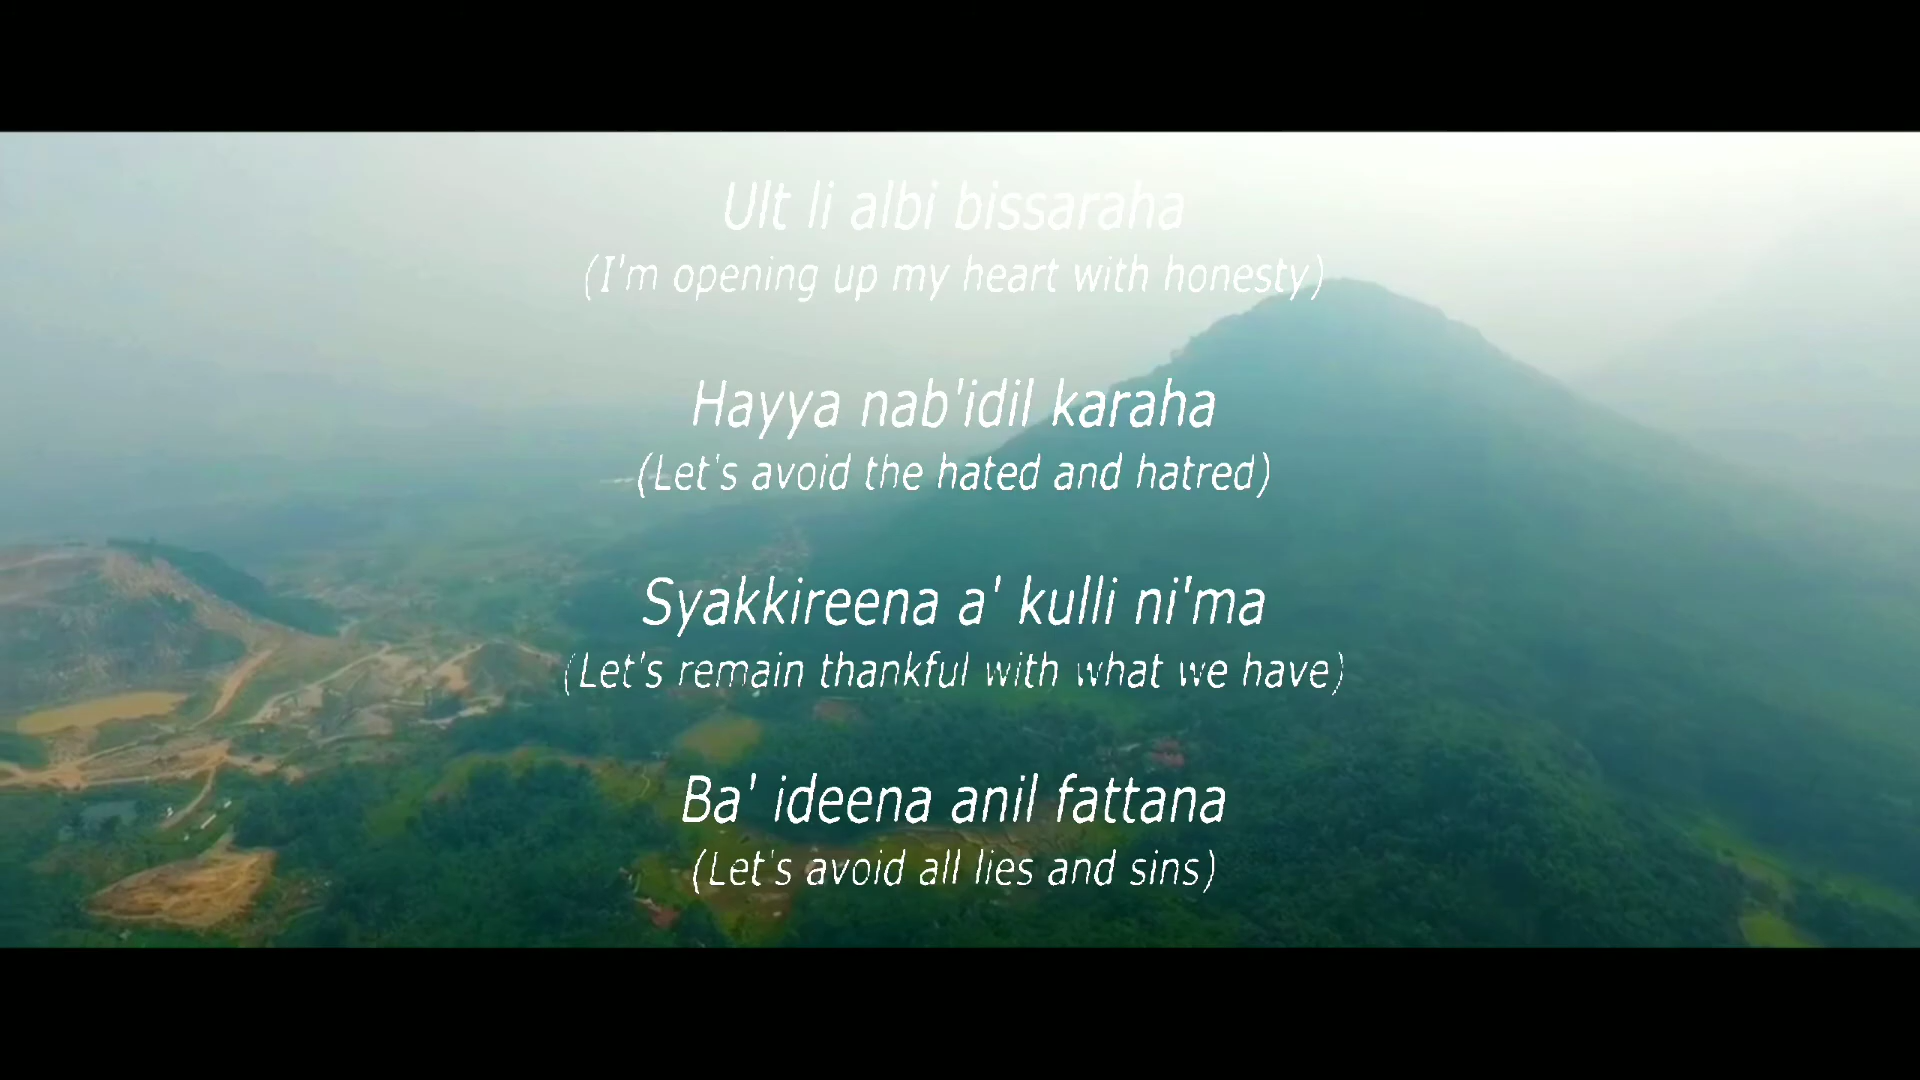 Ult li albi bissaraha
(I'm opening up my heart with honesty)
Hayya nab'idil karaha
(Let's avoid the hated and hatred)
Syakkireena a' kulli ni'ma
(Let's remain thankful with what we have)
Ba' ideena anil fattana
(Let's avoid all lies and sins)